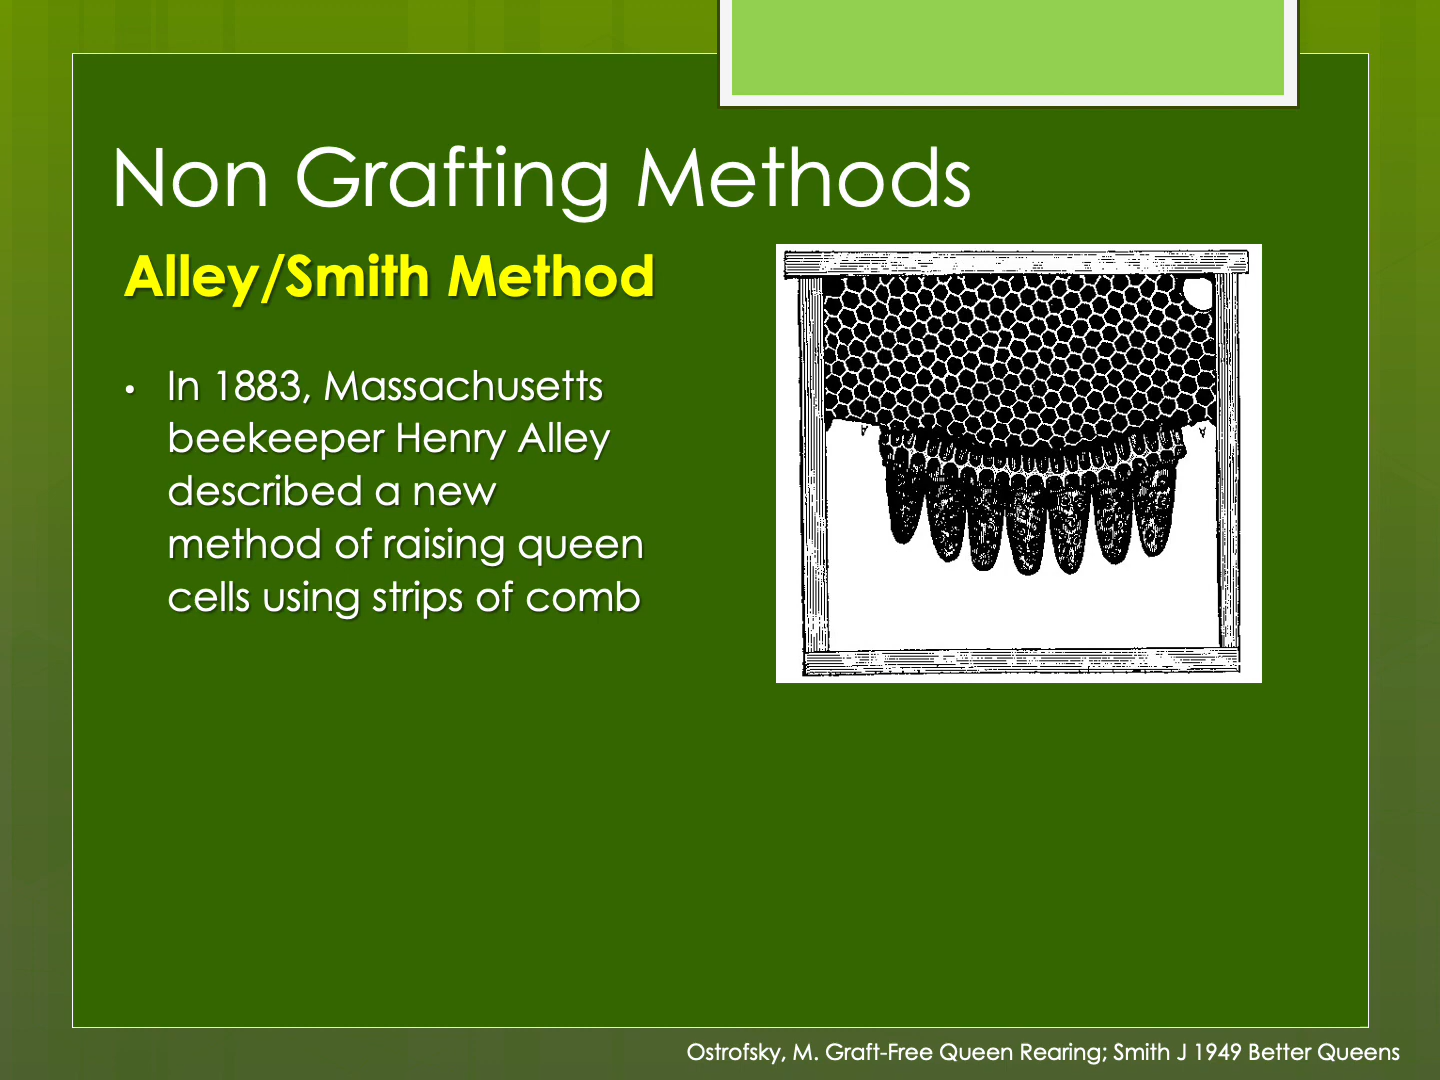 Non Grafting Methods
Alley/Smith Method
• In 1883, Massachusetts
beekeeper Henry Alley
described a new
method of raising queen
cells using strips of comb
Ostrofsky, M. Graft-Free Queen Rearing; Smith J 1949 Better Queens